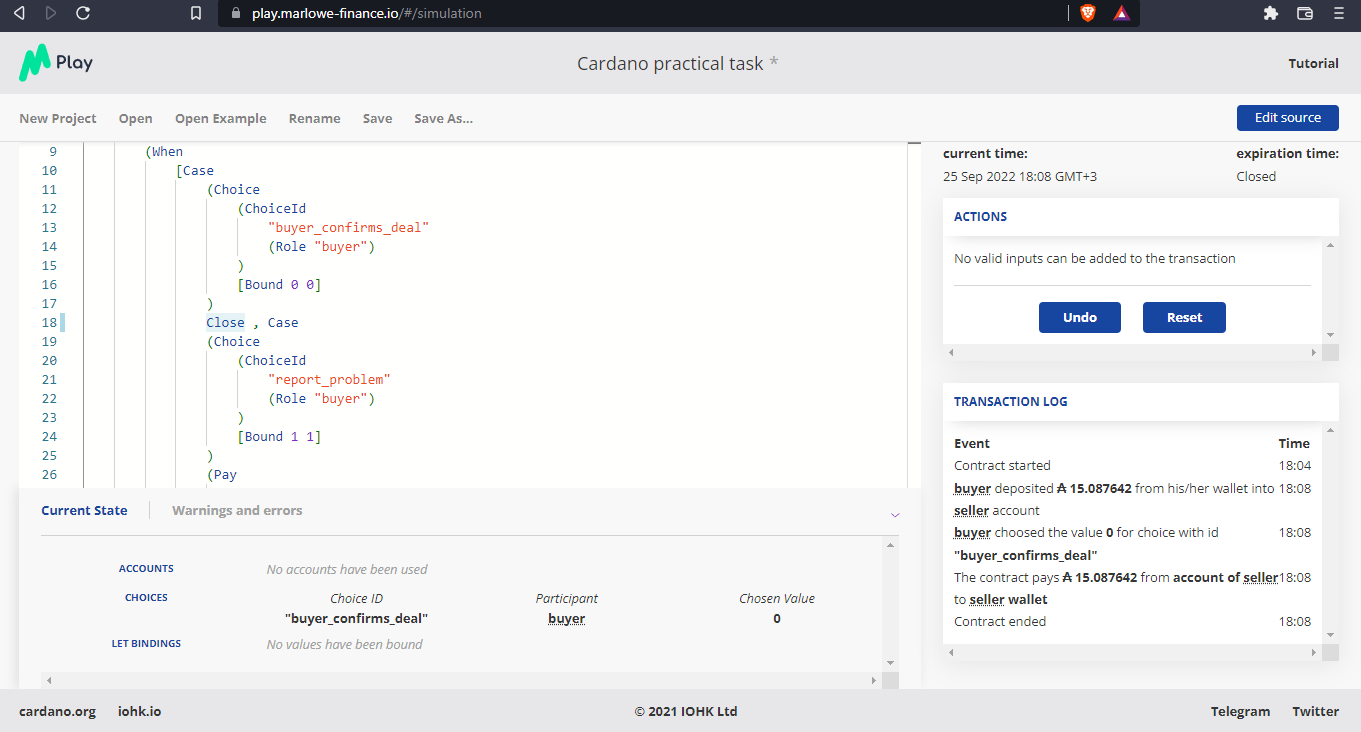 play.marlowe-finance.io/#/simulation
Play
Cardano practical task *
Tutorial
New Project Open Open Example Rename Save Save As...
Edit source
9 (When
10 [Case
11 (Choice
12 (ChoiceId
13 "buyer_confirms_deal"
14 (Role "buyer")
15 )
16 [Bound 0 0]
17 )
18 Close , Case
19 (Choice
20 (ChoiceId
21 "report_problem"
22 (Role "buyer")
23 )
24 [Bound 1 1]
25 )
26 (Pay
current time: expiration time:
25 Sep 2022 18:08 GMT+3 Closed
ACTIONS
No valid inputs can be added to the transaction
Undo Reset
TRANSACTION LOG
Event Time
Contract started 18:04
buyer deposited ₳ 15.087642 from his/her wallet into 18:08
seller account
buyer choosed the value 0 for choice with id 18:08
"buyer_confirms_deal"
The contract pays ₳ 15.087642 from account of seller 18:08
to seller wallet
Contract ended 18:08
Current State Warnings and errors
ACCOUNTS No accounts have been used
CHOICES Choice ID Participant Chosen Value
"buyer_confirms_deal" buyer 0
LET BINDINGS No values have been bound
cardano.org iohk.io © 2021 IOHK Ltd Telegram Twitter